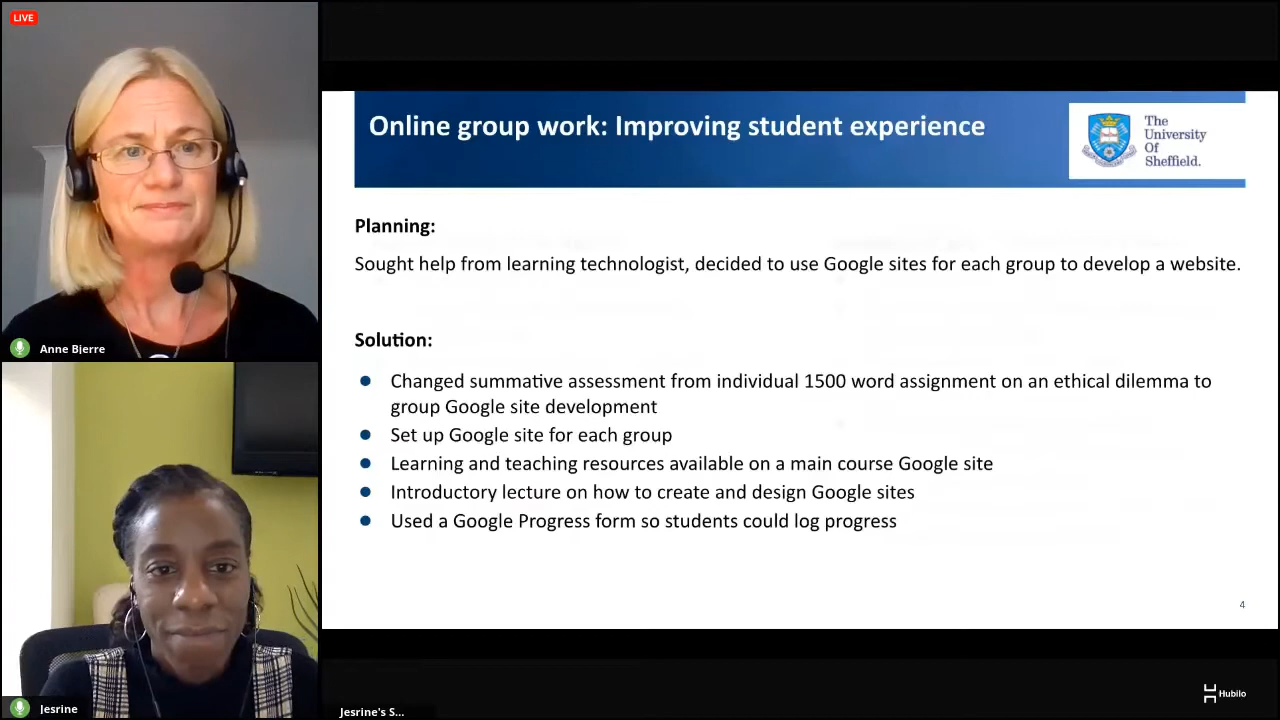 LIVE
Anne Bjerre
Jesrine
Online group work: Improving student experience
The
University
Of
Sheffield.
Planning:
Sought help from learning technologist, decided to use Google sites for each group to develop a website.
Solution:
● Changed summative assessment from individual 1500 word assignment on an ethical dilemma to
group Google site development
● Set up Google site for each group
● Learning and teaching resources available on a main course Google site
● Introductory lecture on how to create and design Google sites
● Used a Google Progress form so students could log progress
4
Jesrine's S...
Hubilo